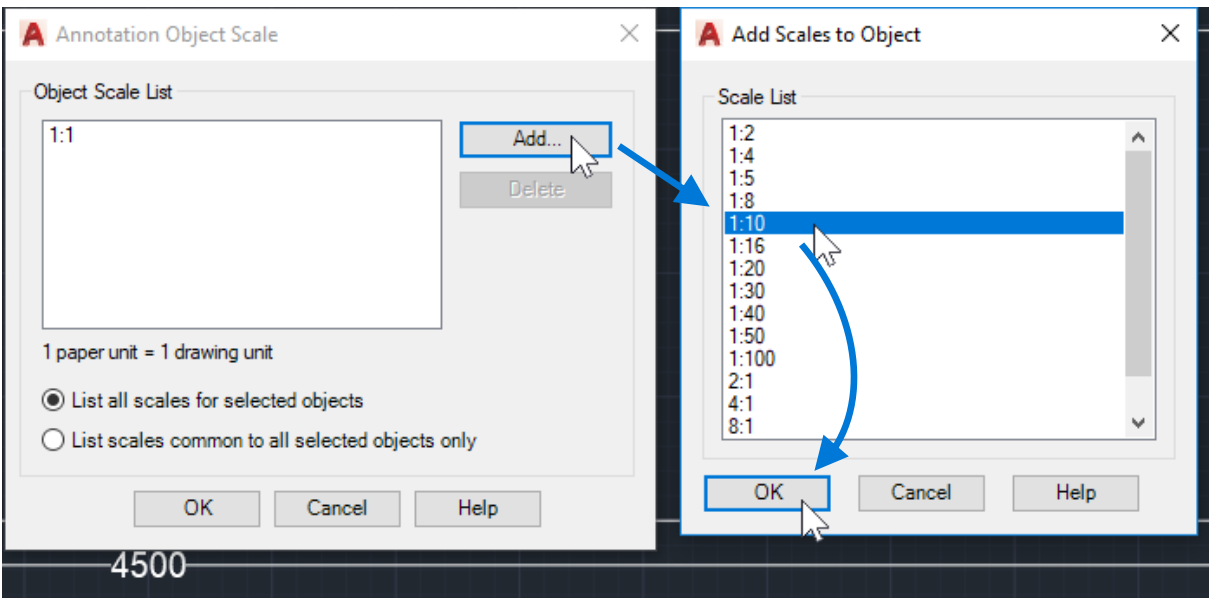 Annotation Object Scale
Object Scale List
1:1
Add...
Delete
1 paper unit = 1 drawing unit
List all scales for selected objects
List scales common to all selected objects only
OK
Cancel
Help
4500
Add Scales to Object
Scale List
1:2
1:4
1:5
1:8
1:10
1:16
1:20
1:30
1:40
1:50
1:100
2:1
4:1
8:1
OK
Cancel
Help